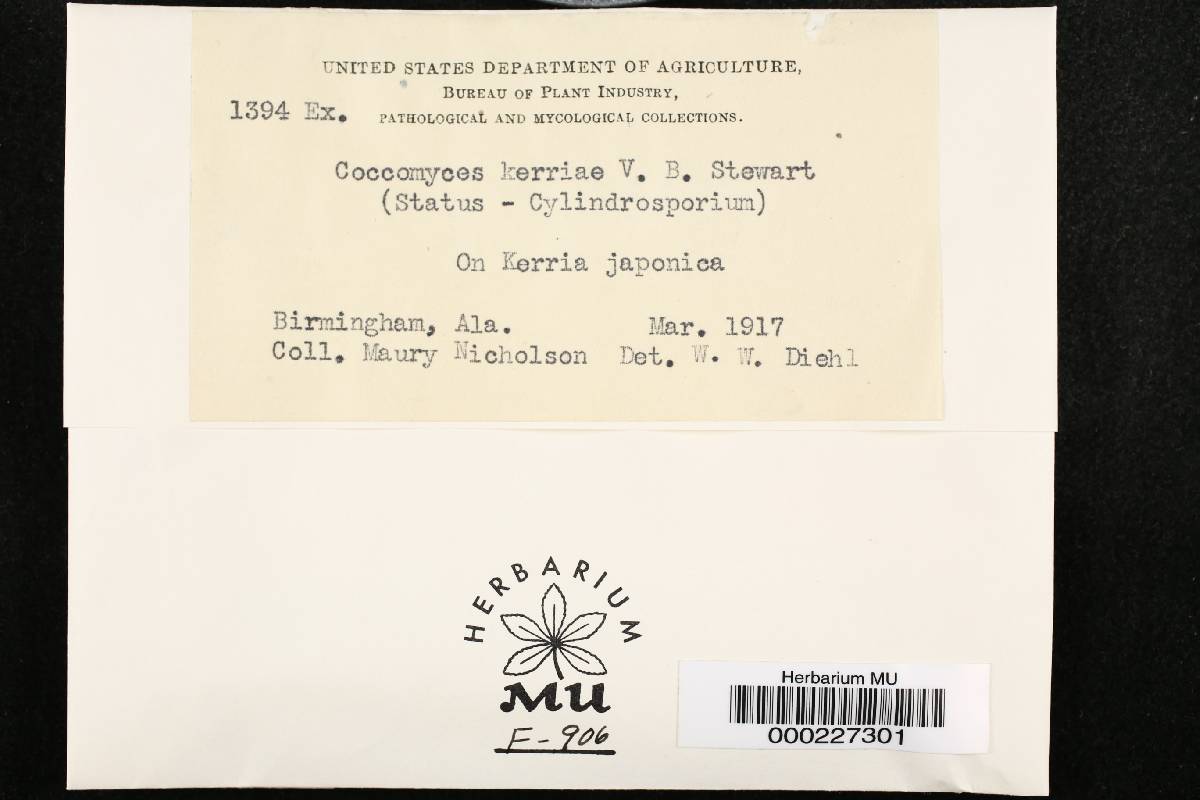 UNITED STATES DEPARTMENT OF AGRICULTURE,
BUREAU OF PLANT INDUSTRY,
1394 Ex. PATHOLOGICAL AND MYCOLOGICAL COLLECTIONS.
Coccomyces kerriae V. B. Stewart
(Status - Cylindrosporium)
On Kerria japonica
Birmingham, Ala. Mar. 1917
Coll. Maury Nicholson Det. W. W. Diehl
HERBARIUM
MU
F-906
Herbarium MU
000227301